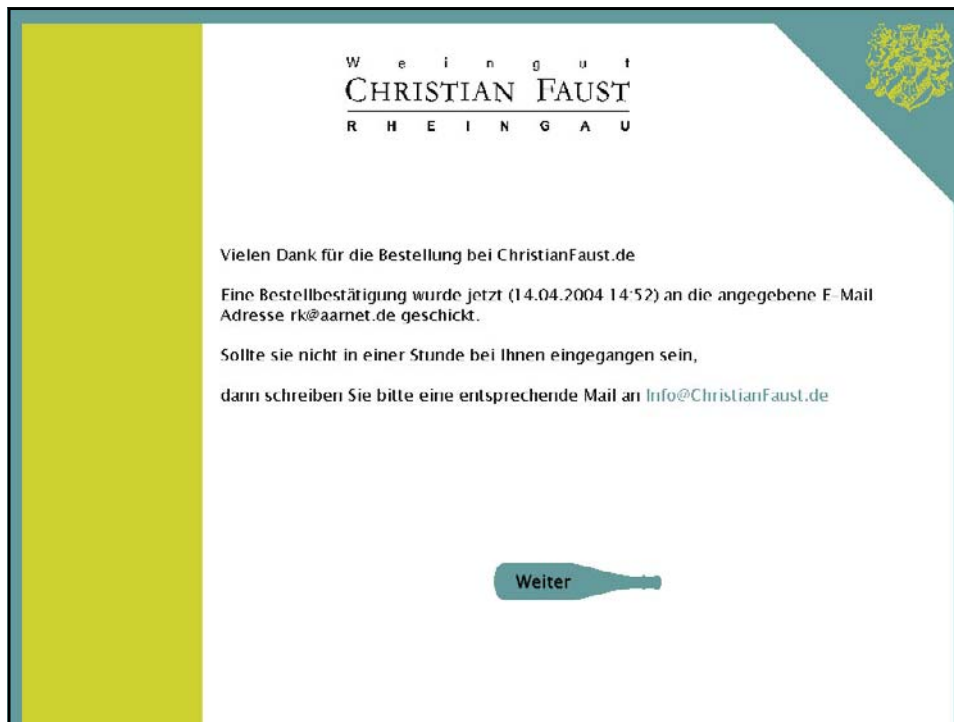 Weingut
CHRISTIAN FAUST
RHEINGAU
Vielen Dank für die Bestellung bei ChristianFaust.de
Eine Bestellbestätigung wurde jetzt (14.04.2004 14:52) an die angegebene E-Mail
Adresse rk@aarnet.de geschickt.
Sollte sie nicht in einer Stunde bei Ihnen eingegangen sein,
dann schreiben Sie bitte eine entsprechende Mail an Info@ChristianFaust.de
Weiter